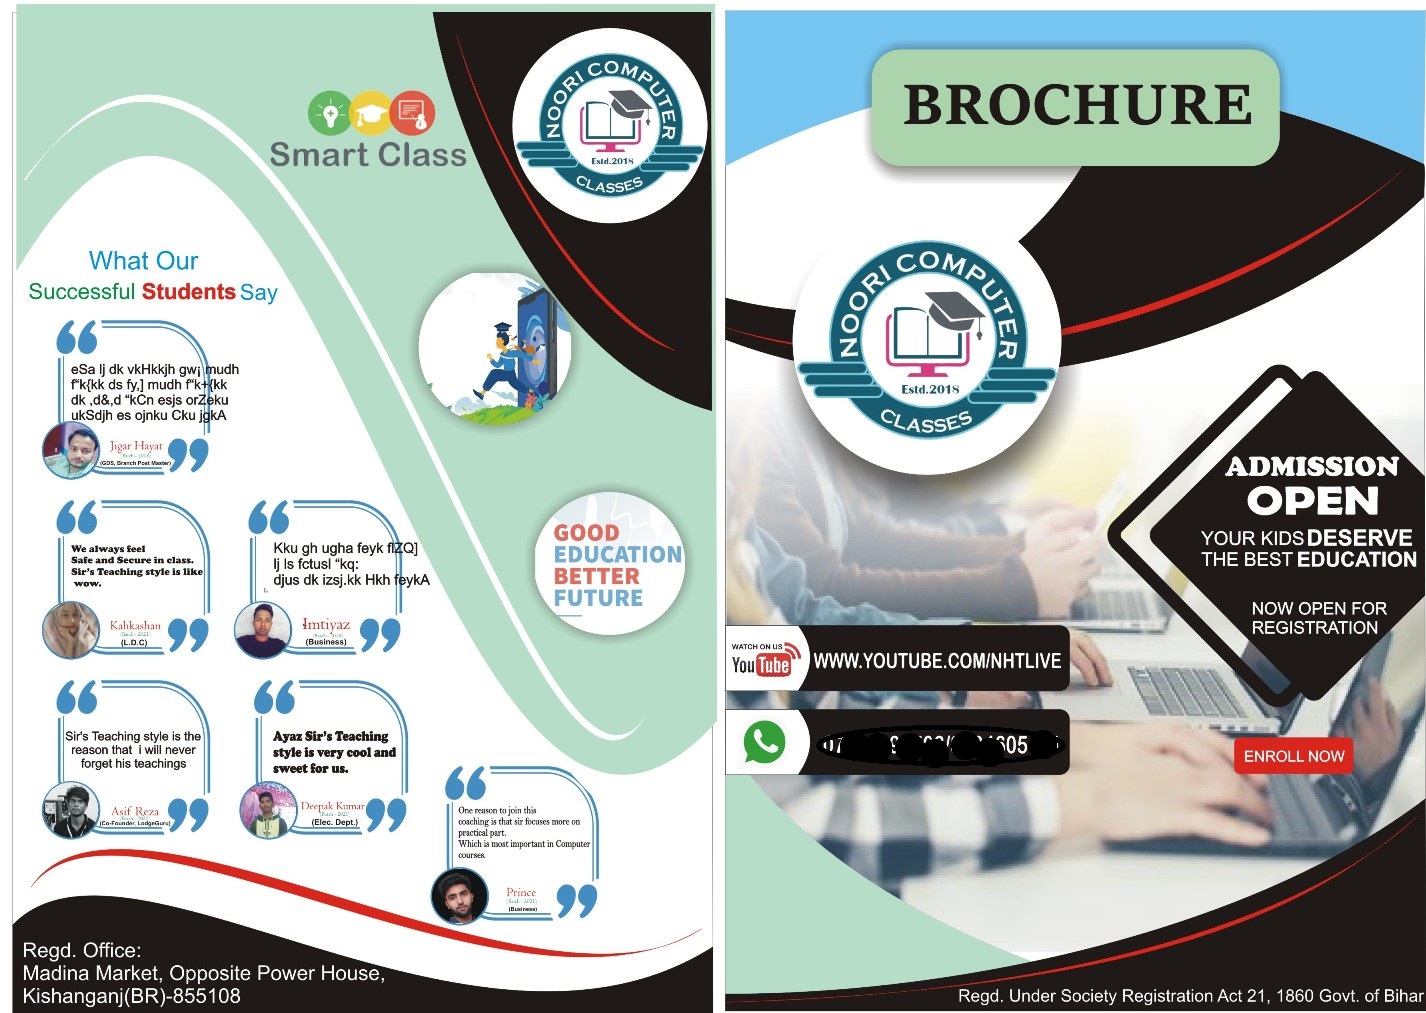 Smart Class
NOORI COMPUTER
Estd.2018
CLASSES
What Our
Successful Students Say
eSa lj dk vkHkkjh gw¡ mudh
f“k{kk ds fy,] mudh f“k+{kk
dk ,d&,d “kCn esjs orZeku
ukSdjh es ojnku Cku jgkA
Jigar Hayat
(GDS, Branch Post Master)
We always feel
Safe and Secure in class.
Sir's Teaching style is like
wow.
Kahkashan
(Batch - 2021)
(L.D.C)
Kku gh ugha feyk flZQ]
lj ls fctusl “kq:
djus dk izsj.kk Hkh feykA
Imtiyaz
(Business)
Sir's Teaching style is the
reason that i will never
forget his teachings
Asif Reza
(Co-Founder, LodgeGuru)
Ayaz Sir's Teaching
style is very cool and
sweet for us.
Deepak Kumar
(Batch - 2020)
(Elec. Dept.)
One reason to join this
coaching is that sir focuses more on
practical part.
Which is most important in Computer
courses.
Prince
(Batch - 2021)
(Business)
GOOD
EDUCATION
BETTER
FUTURE
Regd. Office:
Madina Market, Opposite Power House,
Kishanganj(BR)-855108
BROCHURE
NOORI COMPUTER
Estd.2018
CLASSES
ADMISSION
OPEN
YOUR KIDS DESERVE
THE BEST EDUCATION
NOW OPEN FOR
REGISTRATION
WATCH ON US
YouTube
WWW.YOUTUBE.COM/NHTLIVE
ENROLL NOW
Regd. Under Society Registration Act 21, 1860 Govt. of Bihar